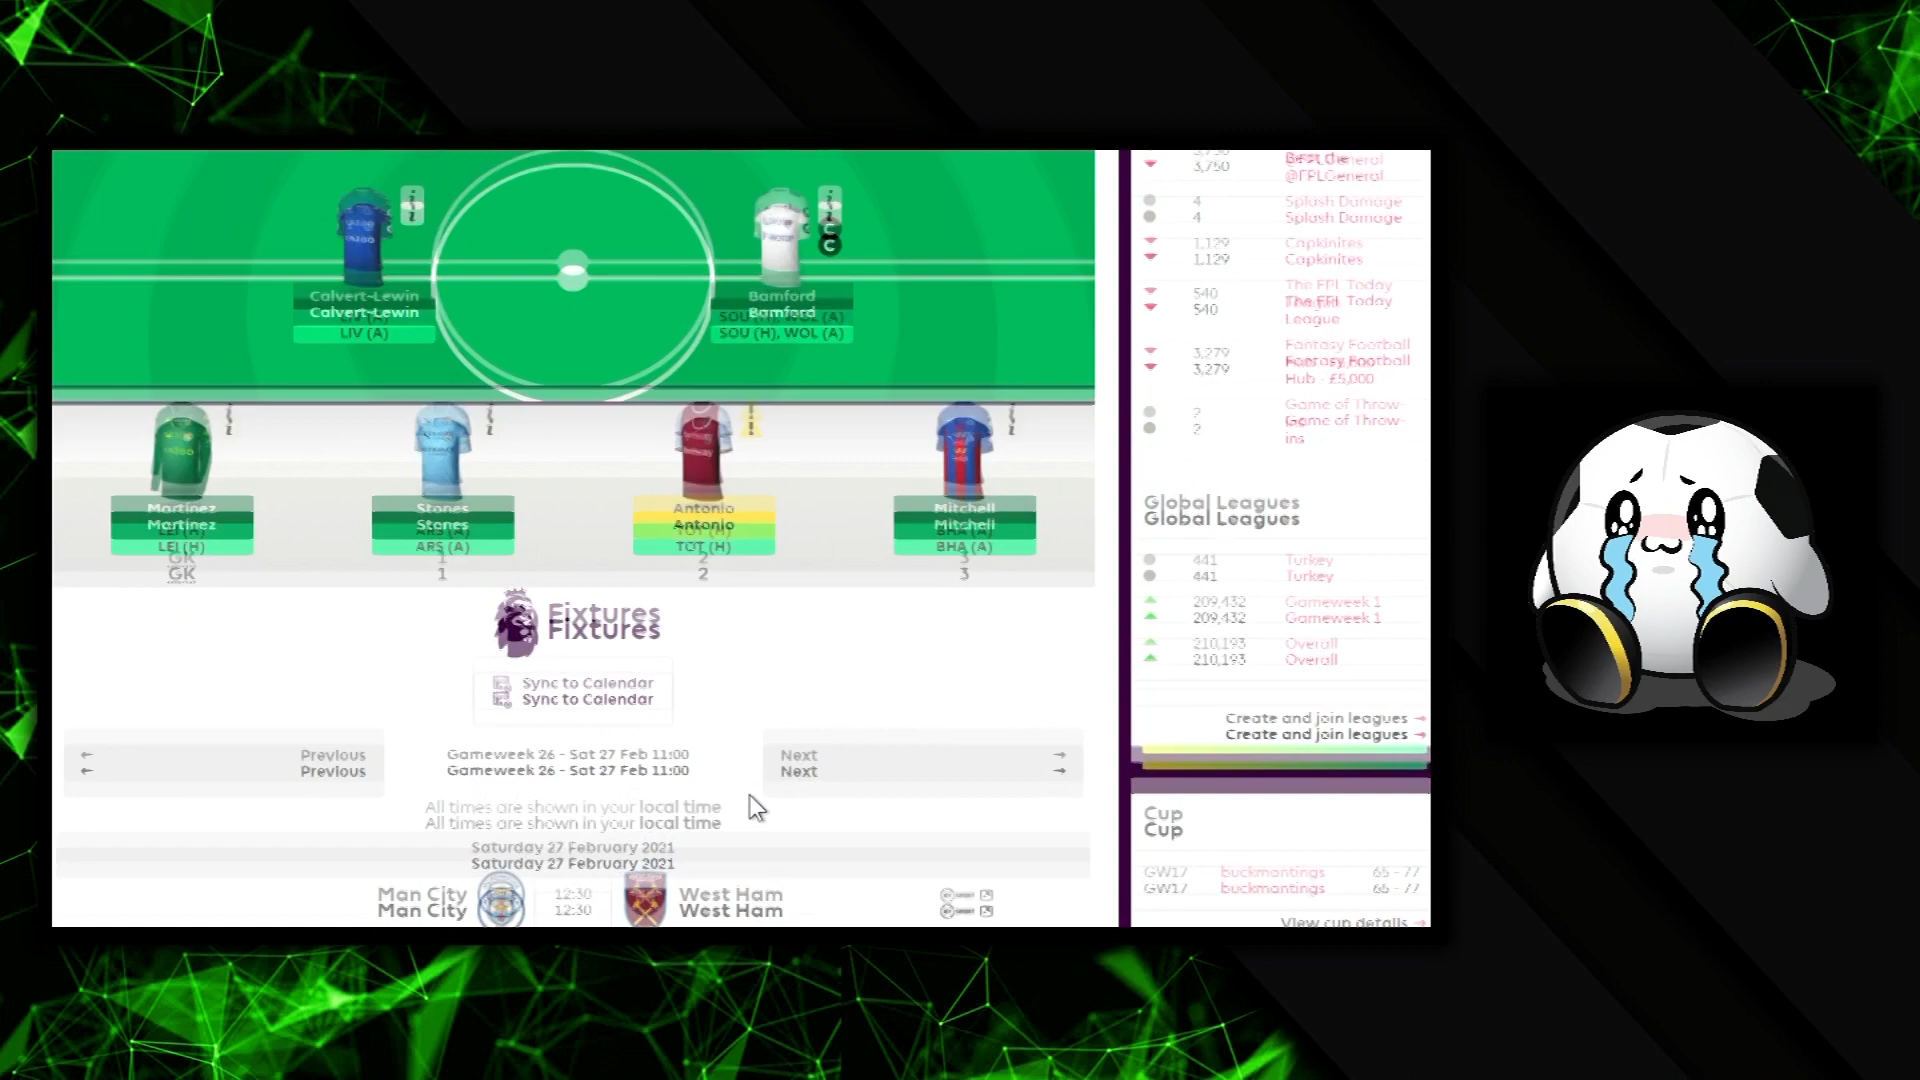 Calvert-Lewin
LIV (A)
C
Bamford
SOU (H), WOL (A)
Martinez
LEI (H)
GK
Stones
ARS (A)
1
Antonio
TOT (H)
2
Mitchell
BHA (A)
3
Fixtures
Sync to Calendar
← Previous
Gameweek 26 - Sat 27 Feb 11:00
Next →
All times are shown in your local time
Saturday 27 February 2021
Man City 12:30 West Ham
3,750 Beat the
@FPLGeneral
4 Splash Damage
1,129 Capkinites
540 The FPL Today
League
3,279 Fantasy Football
Hub - £5,000
2 Game of Throw-
ins
Global Leagues
441 Turkey
209,432 Gameweek 1
210,193 Overall
Create and join leagues →
Cup
GW17 buckmantings 65 - 77
View cup details →